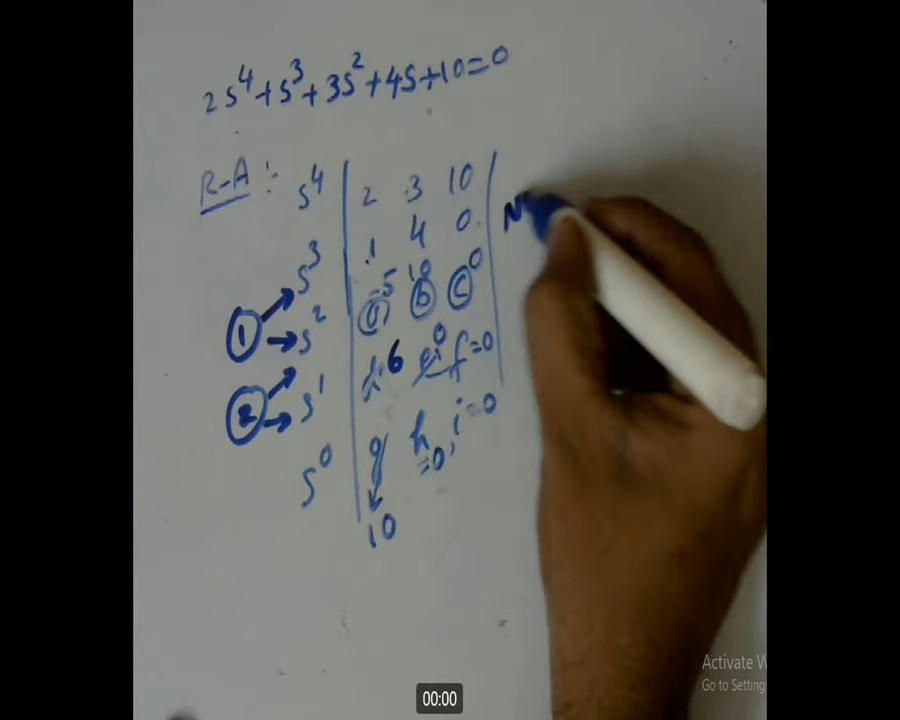 2s⁴+s³+3s²+4s+10=0
R-A:- s⁴ 2 3 10
s³ 1 4 0
① s² a -5 b 10 c 0
② s¹ d 6 e 0 f=0
s⁰ g h=0, i=0
10
N
00:00
Activate W
Go to Setting